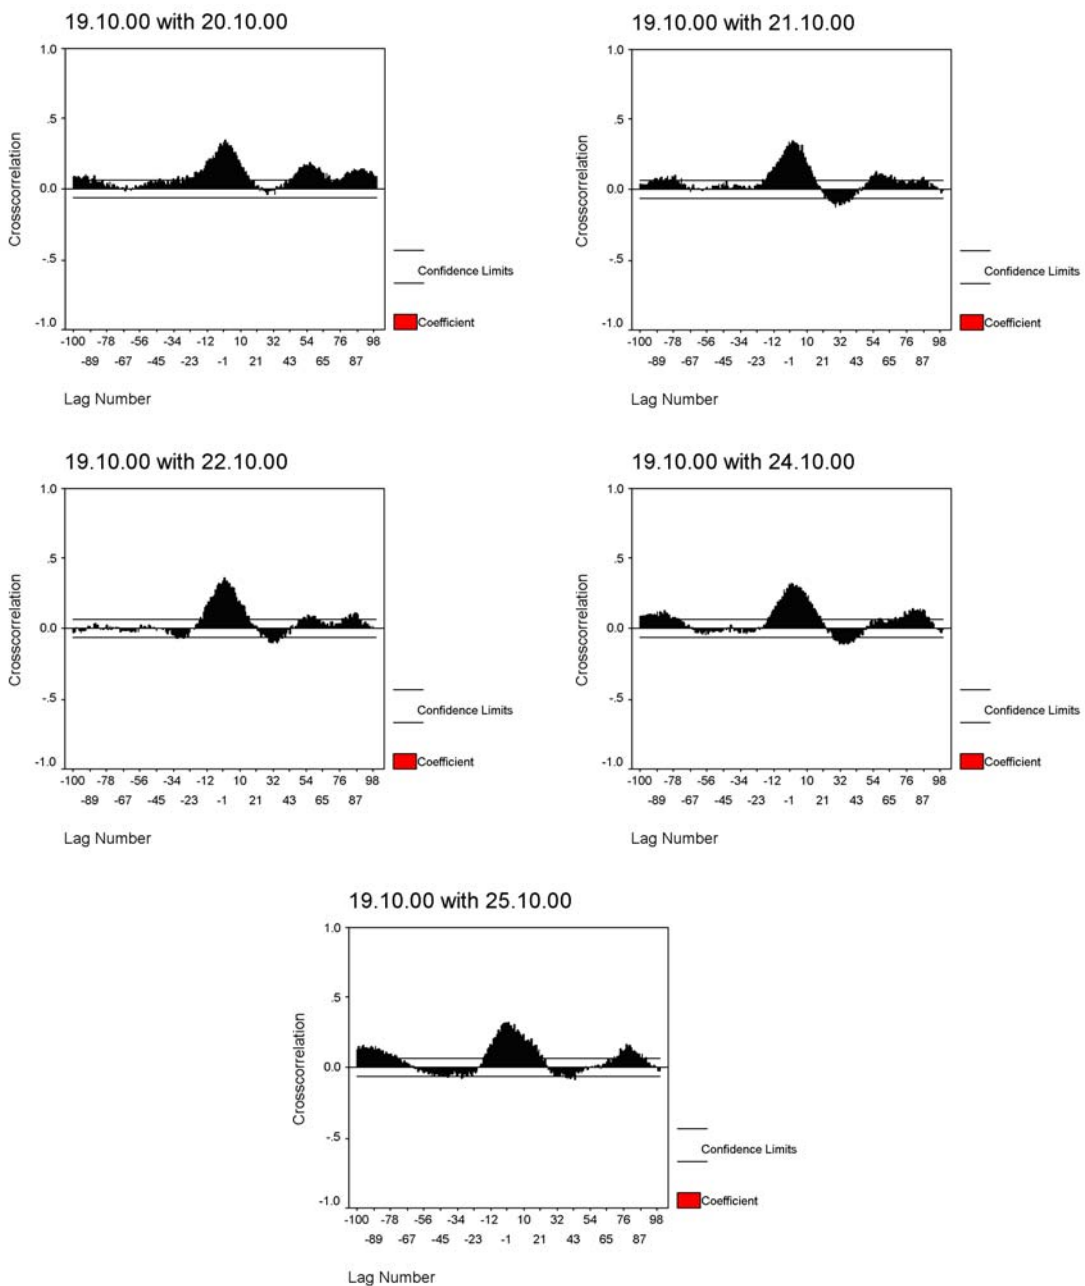 19.10.00 with 20.10.00
1.0
.5
0.0
-.5
-1.0
Crosscorrelation
-100 -78 -56 -34 -12 10 32 54 76 98
-89 -67 -45 -23 -1 21 43 65 87
Lag Number
Confidence Limits
Coefficient
19.10.00 with 21.10.00
1.0
.5
0.0
-.5
-1.0
Crosscorrelation
-100 -78 -56 -34 -12 10 32 54 76 98
-89 -67 -45 -23 -1 21 43 65 87
Lag Number
Confidence Limits
Coefficient
19.10.00 with 22.10.00
1.0
.5
0.0
-.5
-1.0
Crosscorrelation
-100 -78 -56 -34 -12 10 32 54 76 98
-89 -67 -45 -23 -1 21 43 65 87
Lag Number
Confidence Limits
Coefficient
19.10.00 with 24.10.00
1.0
.5
0.0
-.5
-1.0
Crosscorrelation
-100 -78 -56 -34 -12 10 32 54 76 98
-89 -67 -45 -23 -1 21 43 65 87
Lag Number
Confidence Limits
Coefficient
19.10.00 with 25.10.00
1.0
.5
0.0
-.5
-1.0
Crosscorrelation
-100 -78 -56 -34 -12 10 32 54 76 98
-89 -67 -45 -23 -1 21 43 65 87
Lag Number
Confidence Limits
Coefficient